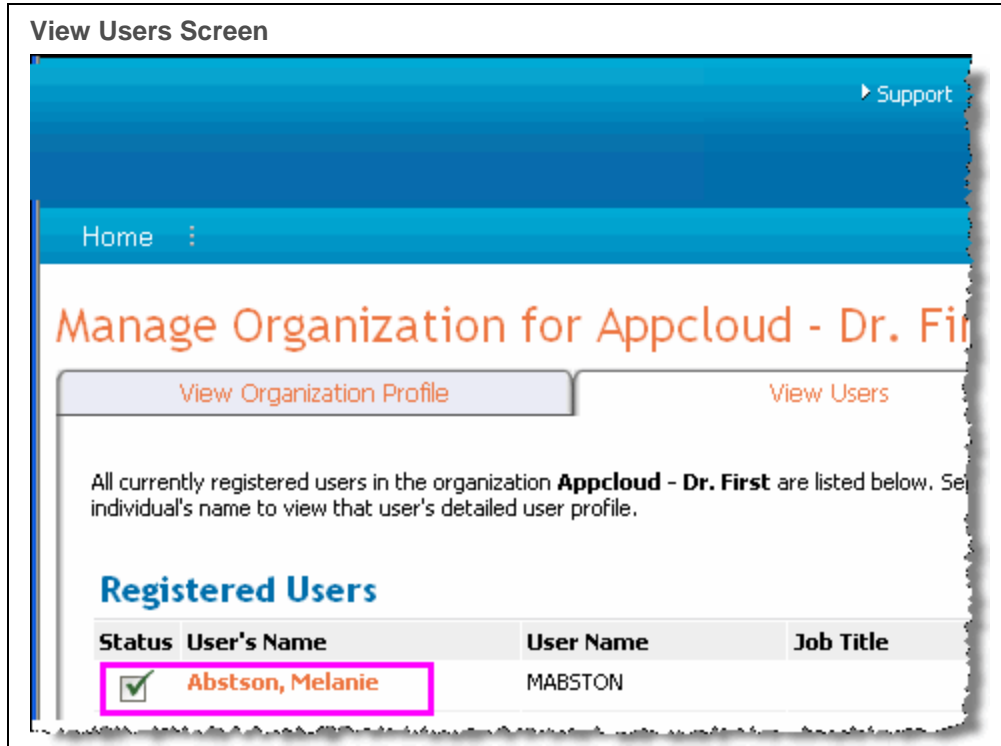 View Users Screen
Support
Home
Manage Organization for Appcloud - Dr. Fir
View Organization Profile
View Users
All currently registered users in the organization Appcloud - Dr. First are listed below. Sel
individual's name to view that user's detailed user profile.
Registered Users
Status User's Name User Name Job Title
Abstson, Melanie MABSTON